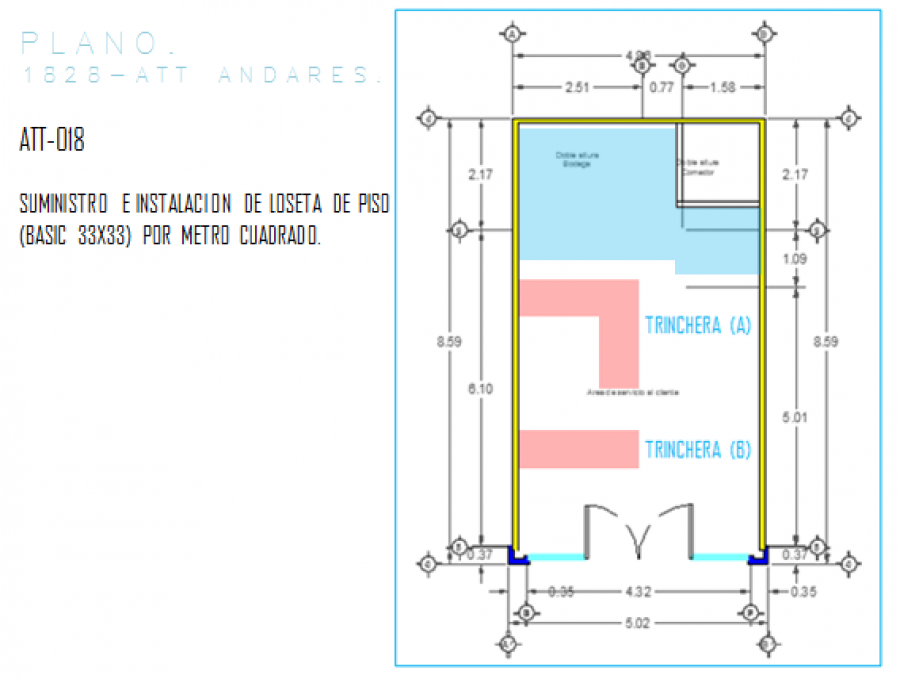 PLANO.
1828-ATT ANDARES.
ATT-018
SUMINISTRO E INSTALACION DE LOSETA DE PISO
(BASIC 33X33) POR METRO CUADRADO.
A D
4.96
2.51 0.77 1.58
Doble altura
Bodega
Doble altura
Comedor
2.17 2.17
1.09
TRINCHERA (A)
8.59 8.59
6.10
Area de servicio al cliente
5.01
TRINCHERA (B)
0.37 0.37
0.35 4.32 0.35
5.02
A' D'